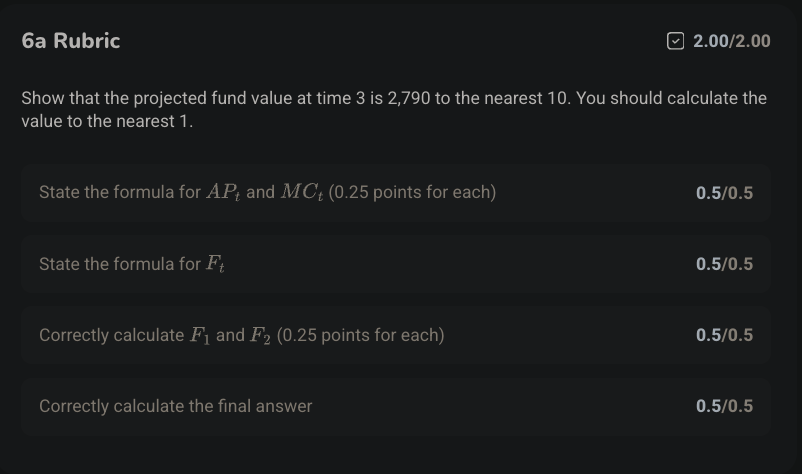 6a Rubric 2.00/2.00
Show that the projected fund value at time 3 is 2,790 to the nearest 10. You should calculate the
value to the nearest 1.
State the formula for AP_t and MC_t (0.25 points for each) 0.5/0.5
State the formula for F_t 0.5/0.5
Correctly calculate F_1 and F_2 (0.25 points for each) 0.5/0.5
Correctly calculate the final answer 0.5/0.5